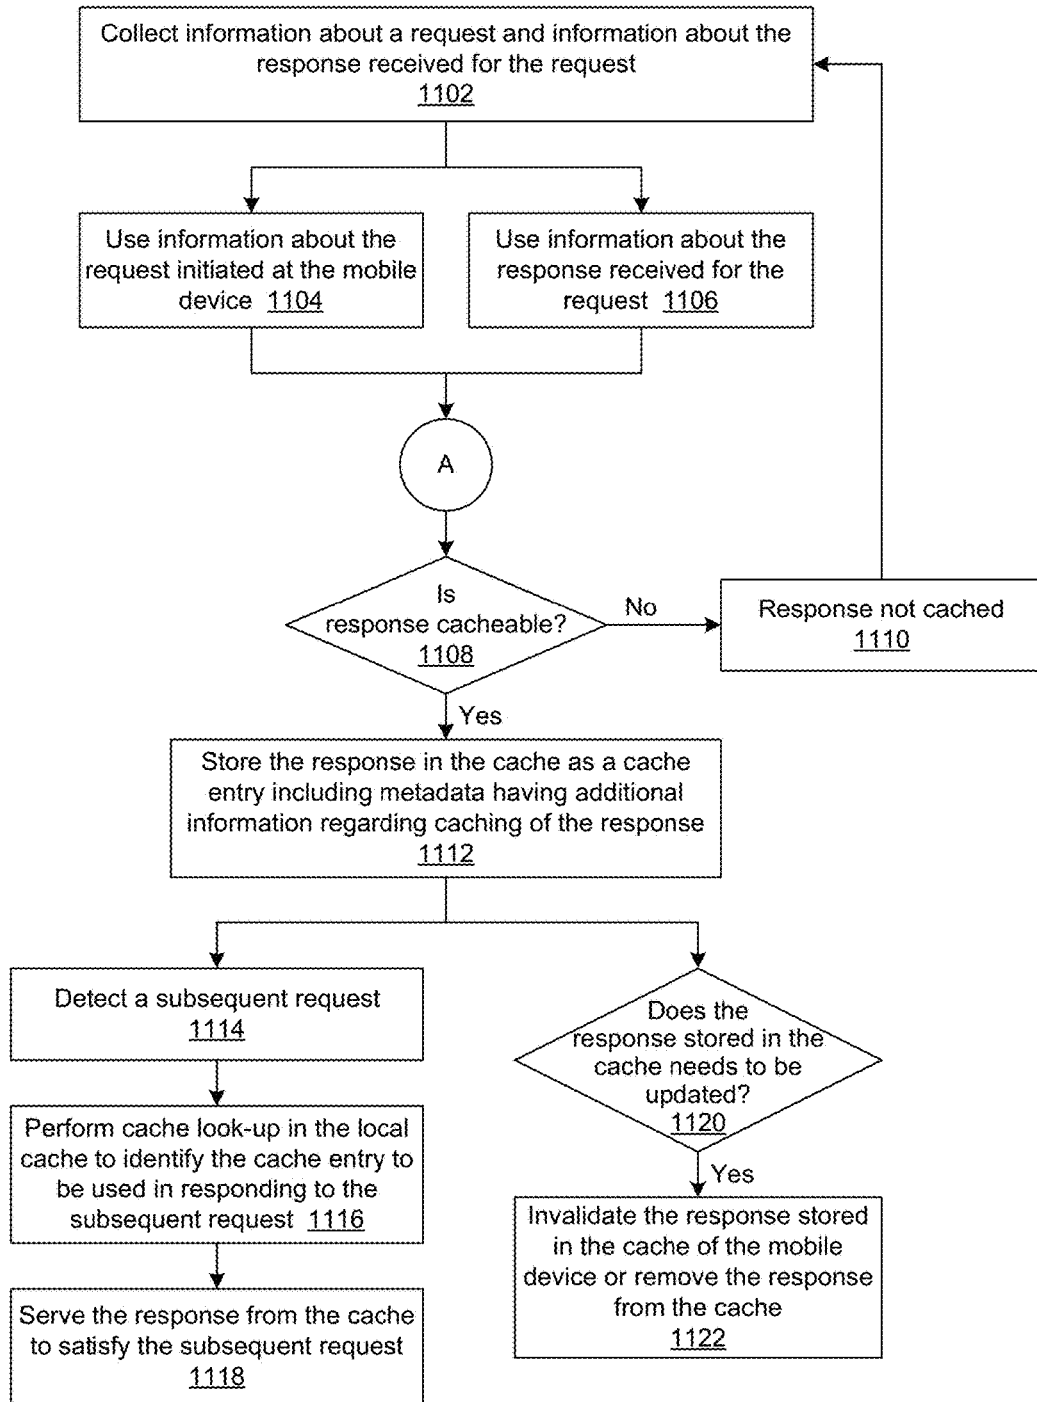 Collect information about a request and information about the
response received for the request
1102
Use information about the
request initiated at the mobile
device 1104
Use information about the
response received for the
request 1106
A
Is
response cacheable?
1108
No
Response not cached
1110
Yes
Store the response in the cache as a cache
entry including metadata having additional
information regarding caching of the response
1112
Detect a subsequent request
1114
Perform cache look-up in the local
cache to identify the cache entry to
be used in responding to the
subsequent request 1116
Serve the response from the cache
to satisfy the subsequent request
1118
Does the
response stored in the
cache needs to be
updated?
1120
Yes
Invalidate the response stored
in the cache of the mobile
device or remove the response
from the cache
1122